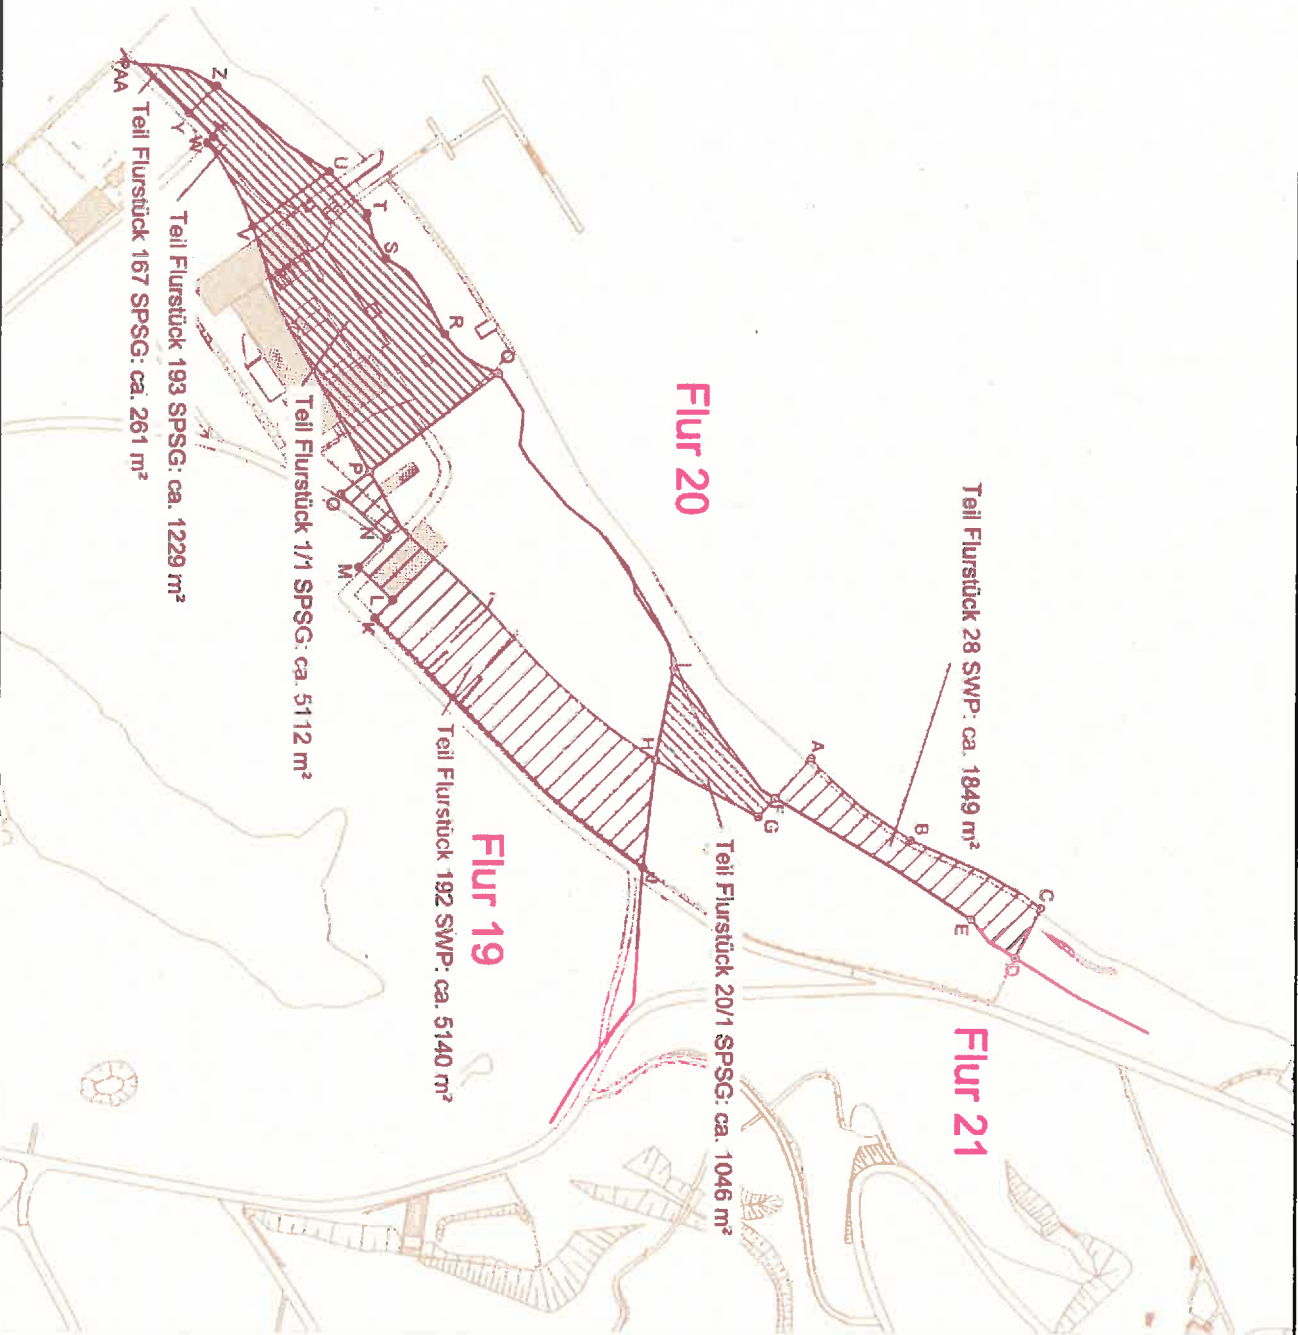 Flur 21
Teil Flurstück 28 SWP: ca. 1849 m²
Teil Flurstück 20/1 SPSG: ca. 1046 m²
Flur 20
Flur 19
Teil Flurstück 192 SWP: ca. 5140 m²
Teil Flurstück 1/1 SPSG: ca. 5112 m²
Teil Flurstück 193 SPSG: ca. 1229 m²
Teil Flurstück 167 SPSG: ca. 261 m²
A
B
C
D
E
F
G
H
I
J
K
L
M
N
O
P
Q
R
S
T
U
V
W
Y
Z
AA